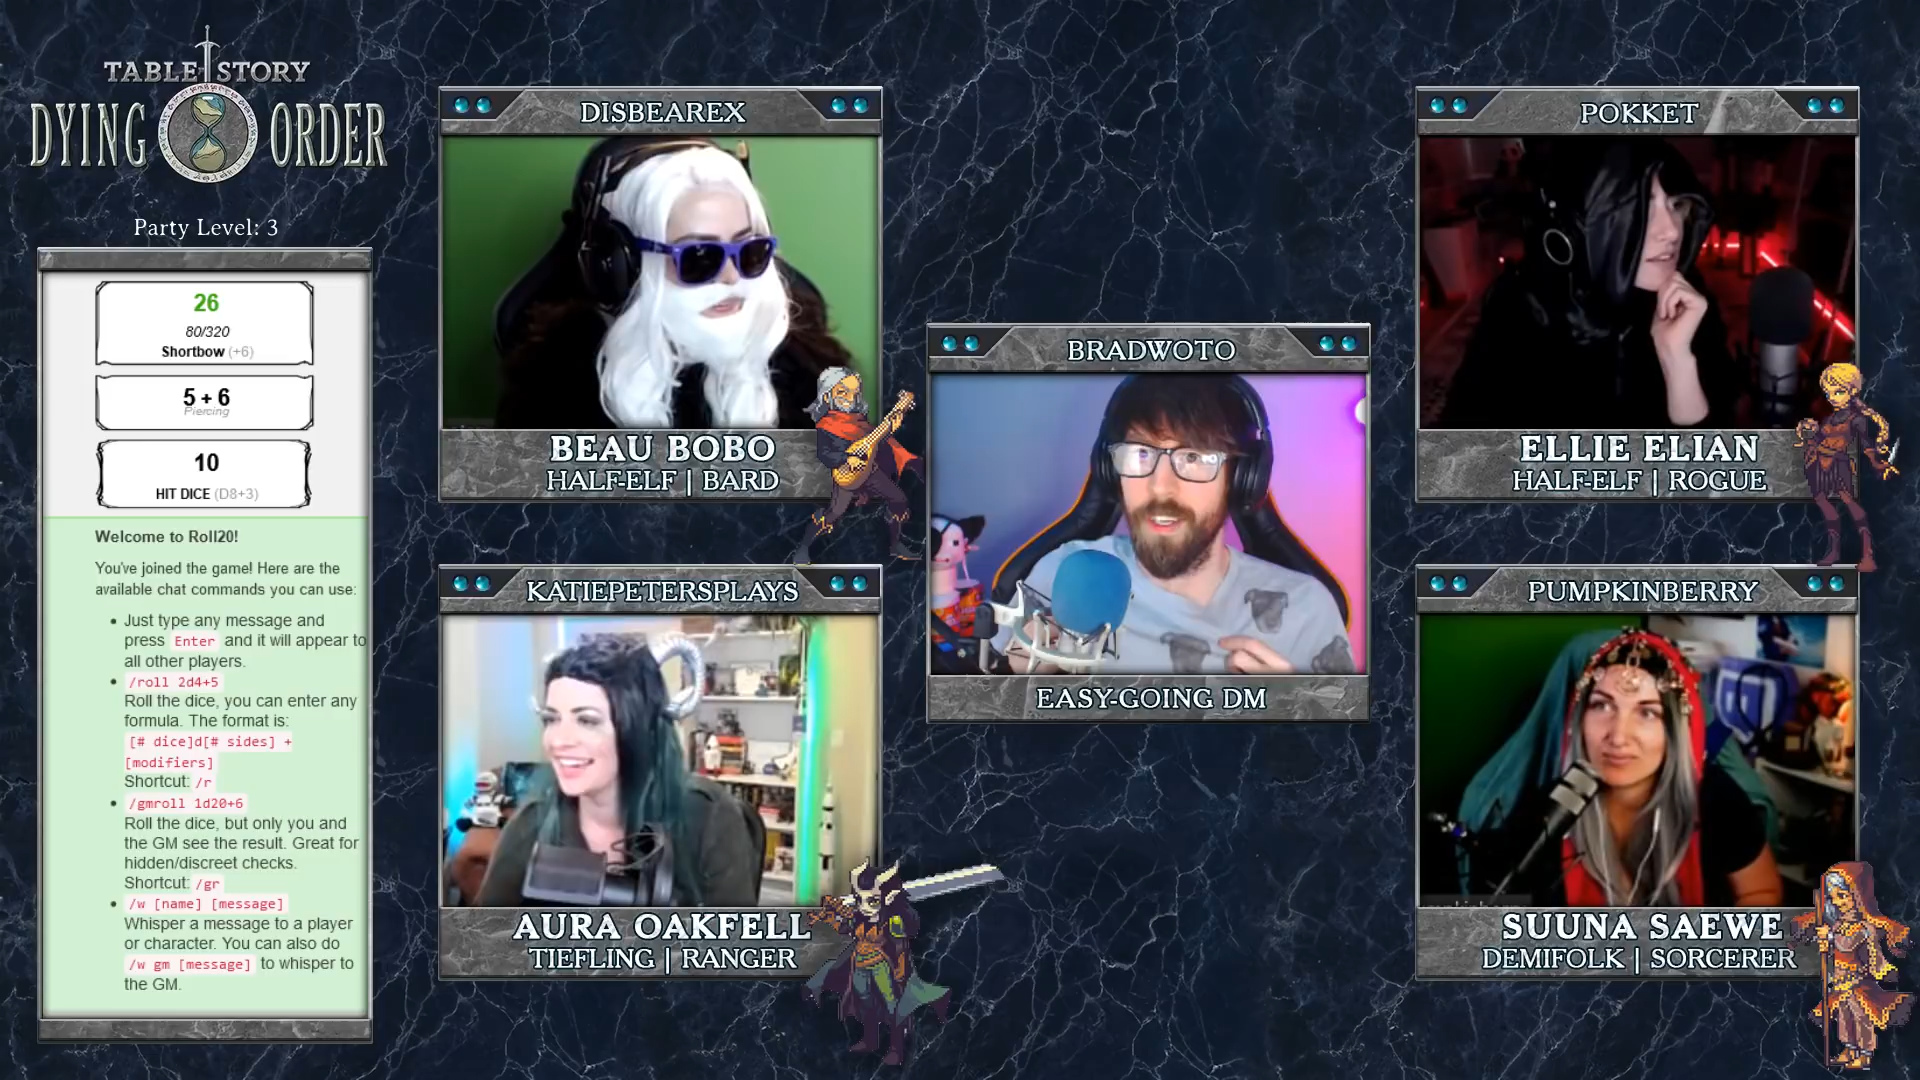 TABLE STORY
DYING ORDER
Party Level: 3
26
80/320
Shortbow (+6)
5 + 6
Piercing
10
HIT DICE (D8+3)
Welcome to Roll20!
You've joined the game! Here are the
available chat commands you can use:
Just type any message and
press Enter and it will appear to
all other players.
/roll 2d4+5
Roll the dice, you can enter any
formula. The format is:
[# dice]d[# sides] +
[modifiers]
Shortcut: /r
/gmroll 1d20+6
Roll the dice, but only you and
the GM see the result. Great for
hidden/discreet checks.
Shortcut: /gr
/w [name] [message]
Whisper a message to a player
or character. You can also do
/w gm [message] to whisper to
the GM.
DISBEAREX
BEAU BOBO
HALF-ELF | BARD
KATIEPETERSPLAYS
AURA OAKFELL
TIEFLING | RANGER
BRADWOTO
EASY-GOING DM
POKKET
ELLIE ELIAN
HALF-ELF | ROGUE
PUMPKINBERRY
SUUNA SAEWE
DEMIFOLK | SORCERER